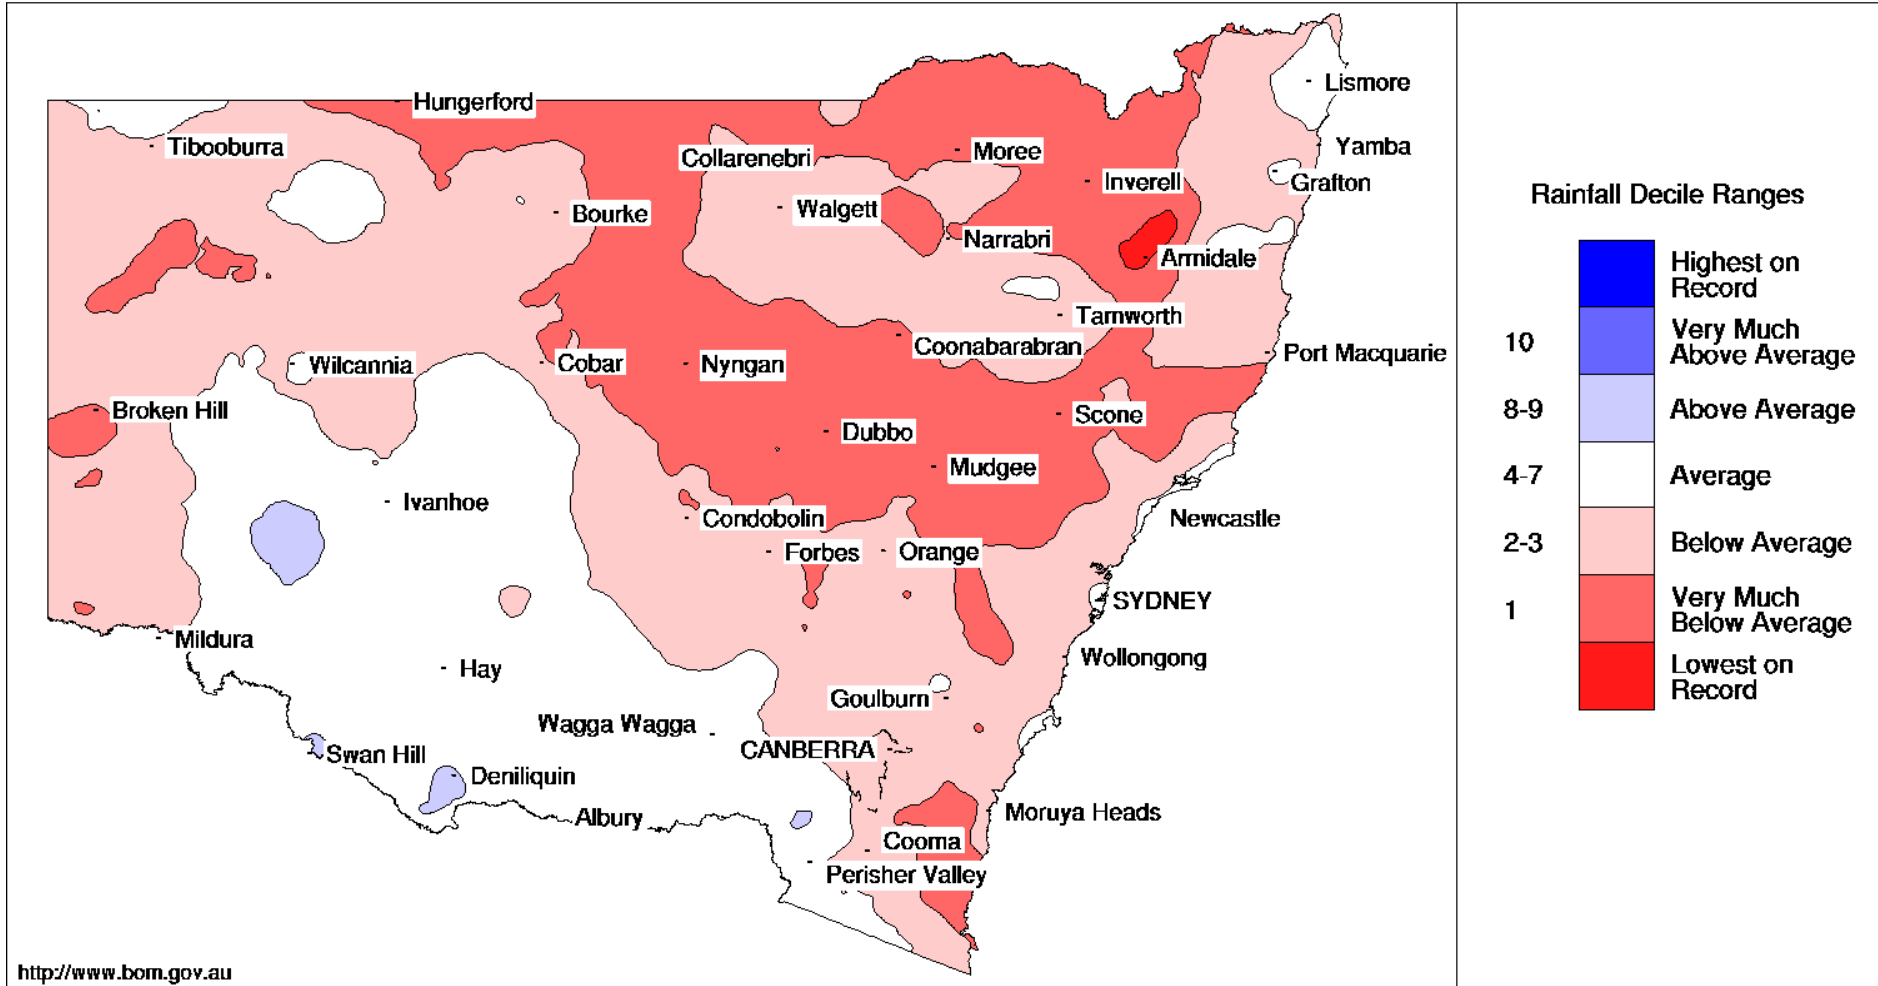 Lismore
Hungerford
Tibooburra
Collarenebri
Moree
Yamba
Inverell
Grafton
Bourke
Walgett
Narrabri
Armidale
Tamworth
Coonabarabran
Port Macquarie
Wilcannia
Cobar
Nyngan
Broken Hill
Scone
Dubbo
Mudgee
Ivanhoe
Condobolin
Newcastle
Forbes
Orange
SYDNEY
Mildura
Hay
Wollongong
Goulburn
Wagga Wagga
CANBERRA
Swan Hill
Deniliquin
Albury
Moruya Heads
Cooma
Perisher Valley
http://www.bom.gov.au
Rainfall Decile Ranges
Highest on
Record
10
Very Much
Above Average
8-9
Above Average
4-7
Average
2-3
Below Average
1
Very Much
Below Average
Lowest on
Record